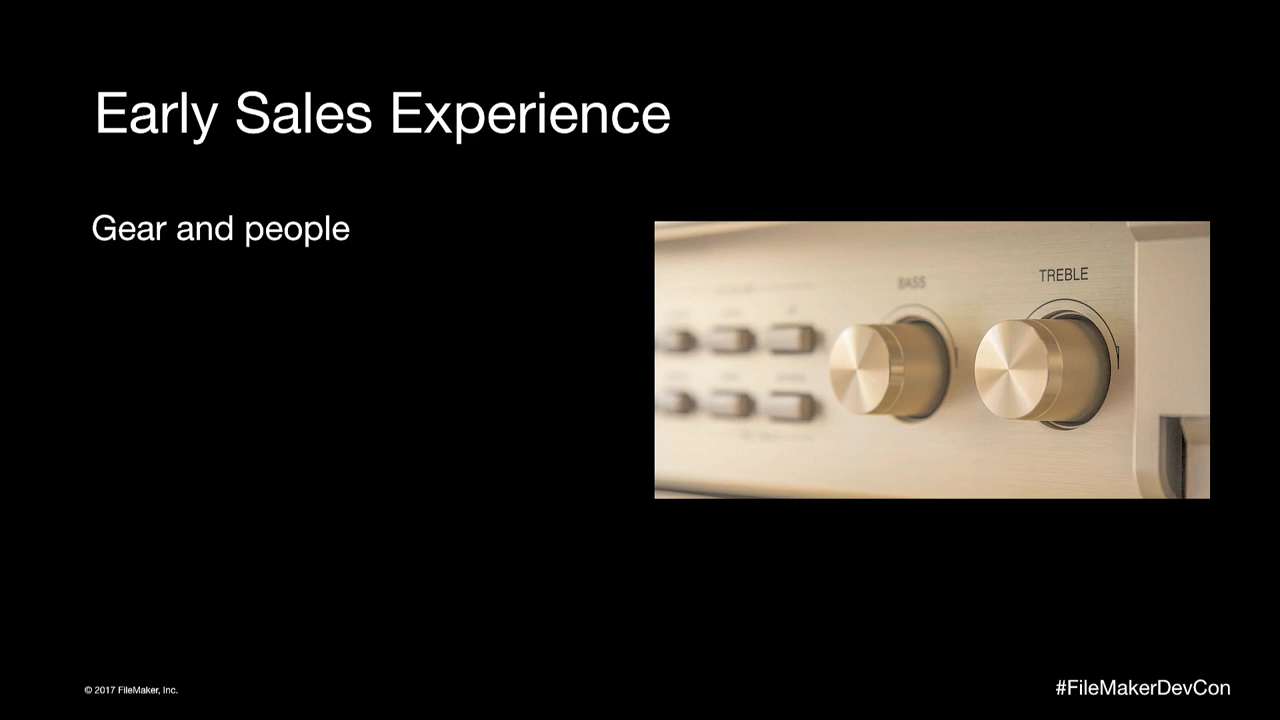 Early Sales Experience
Gear and people
BASS
TREBLE
© 2017 FileMaker, Inc.
#FileMakerDevCon